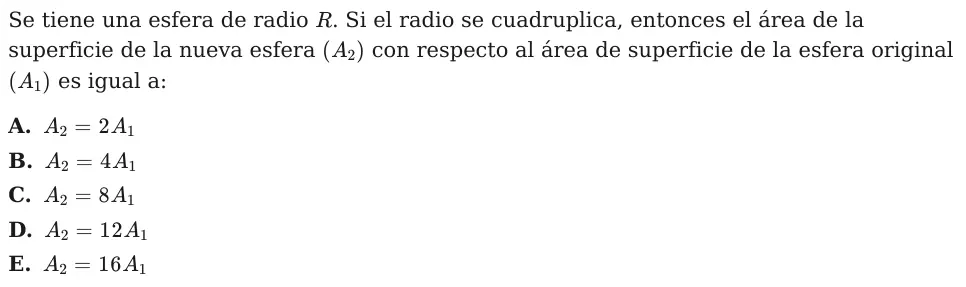 Se tiene una esfera de radio R. Si el radio se cuadruplica, entonces el área de la
superficie de la nueva esfera (A₂) con respecto al área de superficie de la esfera original
(A₁) es igual a:
A. A₂ = 2A₁
B. A₂ = 4A₁
C. A₂ = 8A₁
D. A₂ = 12A₁
E. A₂ = 16A₁